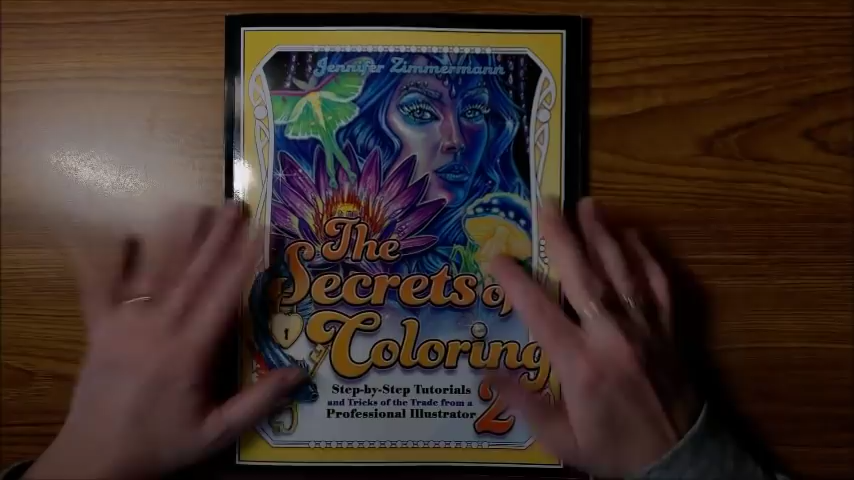 Jennifer Zimmermann
The
Secrets of
Coloring
2
Step-by-Step Tutorials
and Tricks of the Trade from a
Professional Illustrator